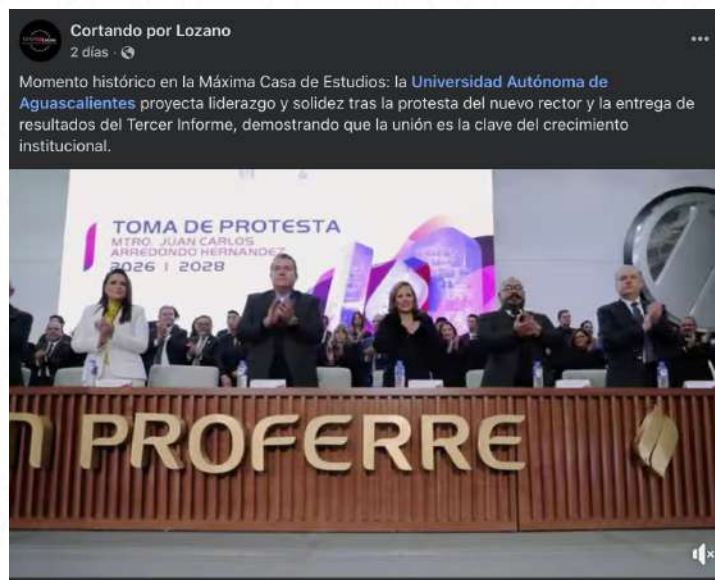 Cortando por Lozano
2 días
Momento histórico en la Máxima Casa de Estudios: la Universidad Autónoma de
Aguascalientes proyecta liderazgo y solidez tras la protesta del nuevo rector y la entrega de
resultados del Tercer Informe, demostrando que la unión es la clave del crecimiento
institucional.
TOMA DE PROTESTA
MTRO. JUAN CARLOS
ARREDONDO HERNÁNDEZ
2026 | 2028
PROFERRE